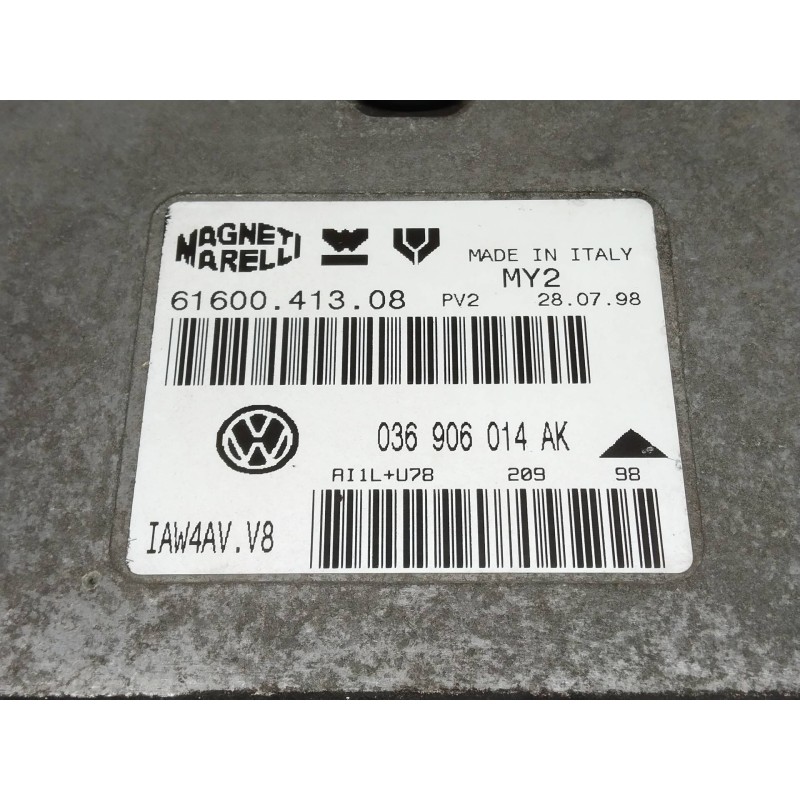 MAGNETI MARELLI
MADE IN ITALY
MY2
61600.413.08 PV2 28.07.98
036 906 014 AK
AI1L+U78 209 98
IAW4AV.V8